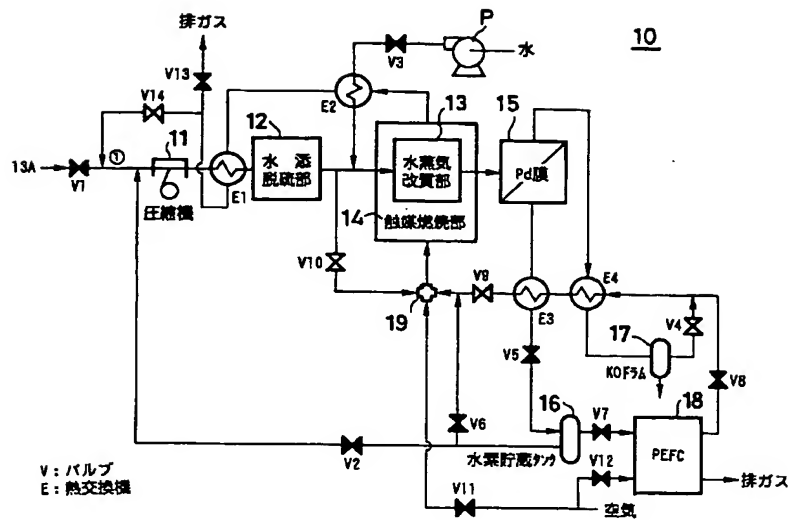 排ガス
P
10
V13
V3
水
V14
E2
13
15
11
12
①
水添
脱硫部
水蒸気
改質部
Pd膜
13A
V1
E1
圧縮機
14
触媒燃焼部
V10
V9
E4
19
E3
17
V4
V5
KOドラム
16
V7
18
V8
V6
水素貯蔵タンク
PEFC
V2
V12
V:バルブ
E:熱交換機
V11
空気
排ガス